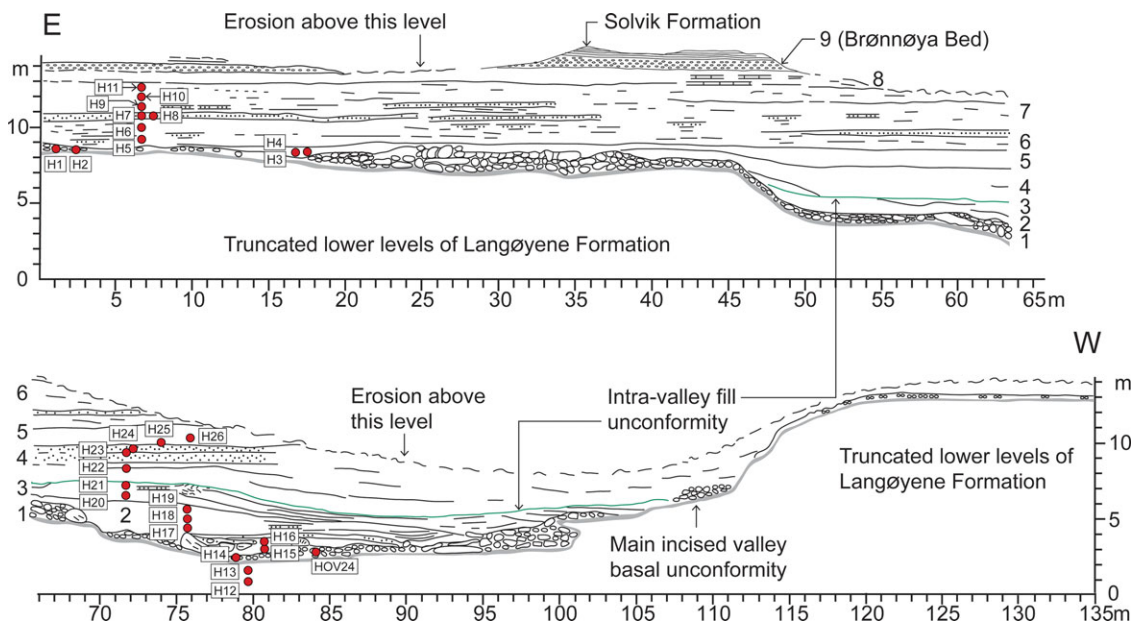 E
Erosion above this level
Solvik Formation
9 (Brønnøya Bed)
m
8
H11
H10
H9
7
H7
H8
10
H6
H4
6
H5
H1
H2
H3
5
5
4
3
2
Truncated lower levels of Langøyene Formation
1
0
5
10
15
20
25
30
35
40
45
50
55
60
65m
W
6
Erosion above
this level
Intra-valley fill
unconformity
m
5
H25
H24
H26
H23
10
4
H22
Truncated lower levels of
Langøyene Formation
3
H21
H19
H20
1
2
H18
5
H17
H16
H14
H15
Main incised valley
basal unconformity
HOV24
H13
H12
0
70
75
80
85
90
95
100
105
110
115
120
125
130
135m